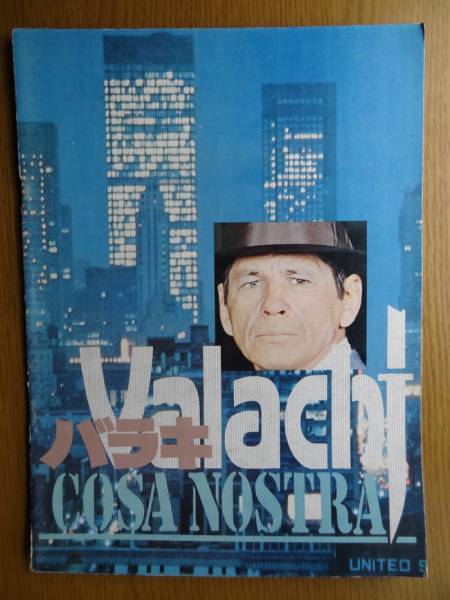 Valachi
バラキ
COSA NOSTRA
UNITED S